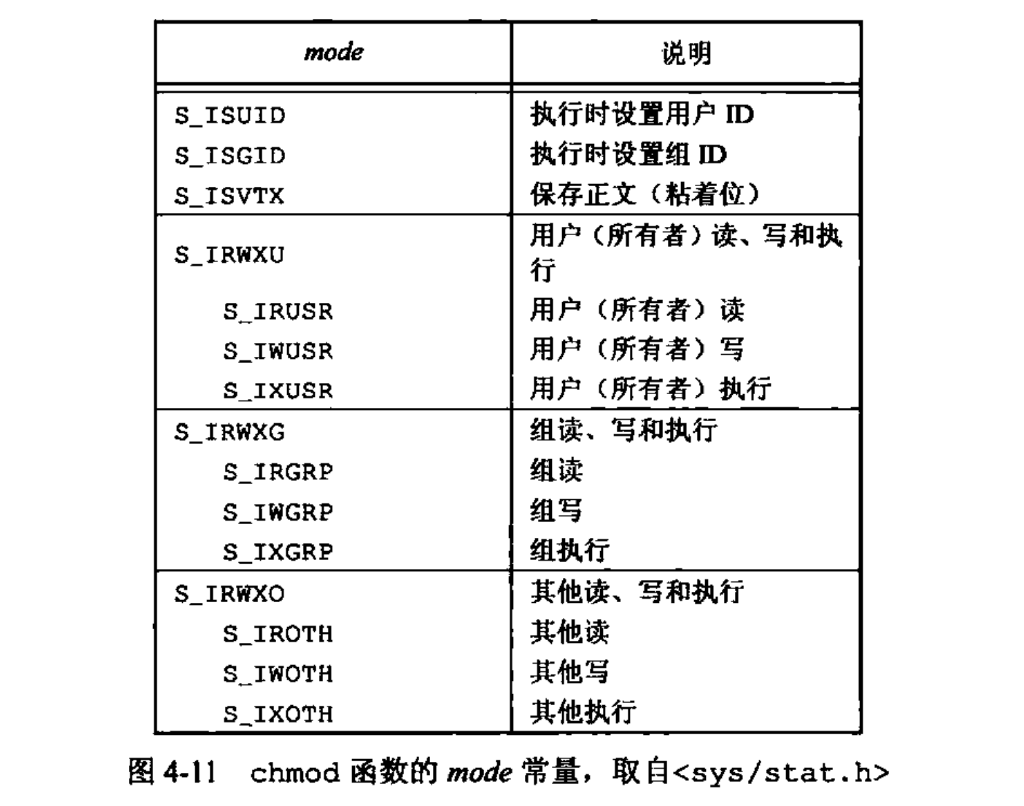 mode 说明
S_ISUID 执行时设置用户 ID
S_ISGID 执行时设置组 ID
S_ISVTX 保存正文（粘着位）
S_IRWXU 用户（所有者）读、写和执
行
S_IRUSR 用户（所有者）读
S_IWUSR 用户（所有者）写
S_IXUSR 用户（所有者）执行
S_IRWXG 组读、写和执行
S_IRGRP 组读
S_IWGRP 组写
S_IXGRP 组执行
S_IRWXO 其他读、写和执行
S_IROTH 其他读
S_IWOTH 其他写
S_IXOTH 其他执行
图 4-11 chmod 函数的 mode 常量，取自<sys/stat.h>